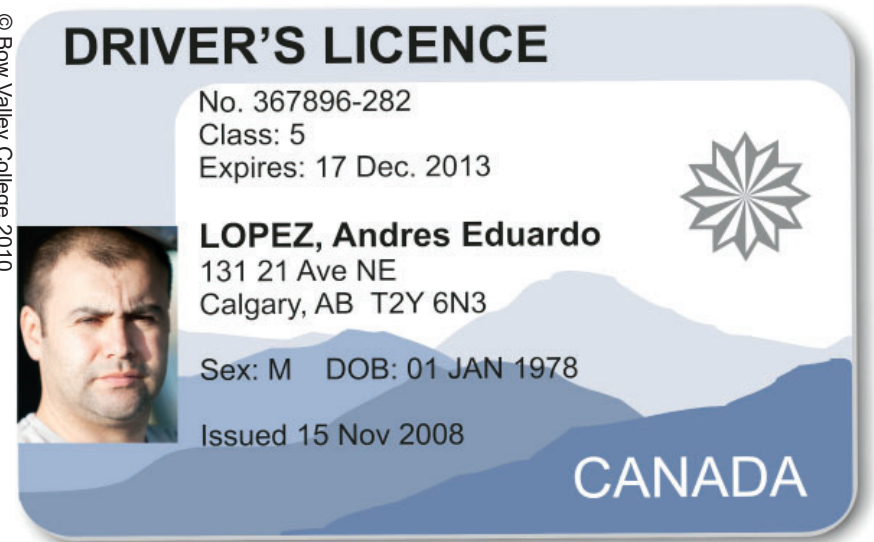 DRIVER’S LICENCE
No. 367896-282
Class: 5
Expires: 17 Dec. 2013
LOPEZ, Andres Eduardo
131 21 Ave NE
Calgary, AB T2Y 6N3
Sex: M DOB: 01 JAN 1978
Issued 15 Nov 2008
CANADA
© Bow Valley College 2010